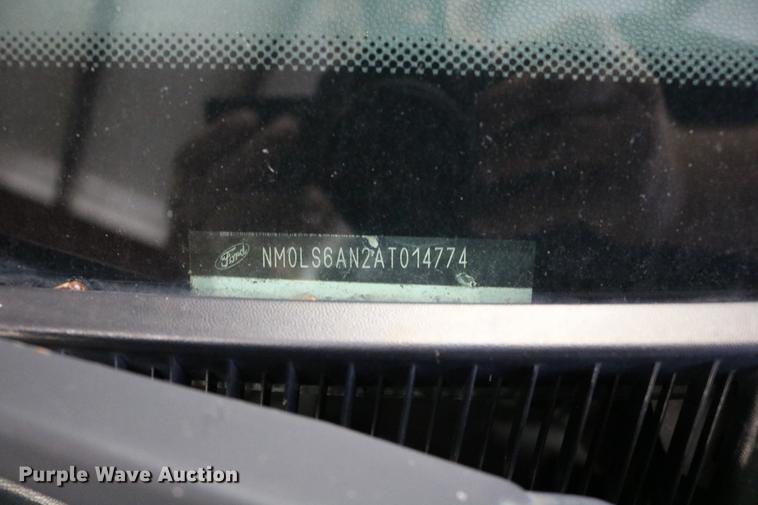 Ford NM0LS6AN2AT014774
Purple Wave Auction